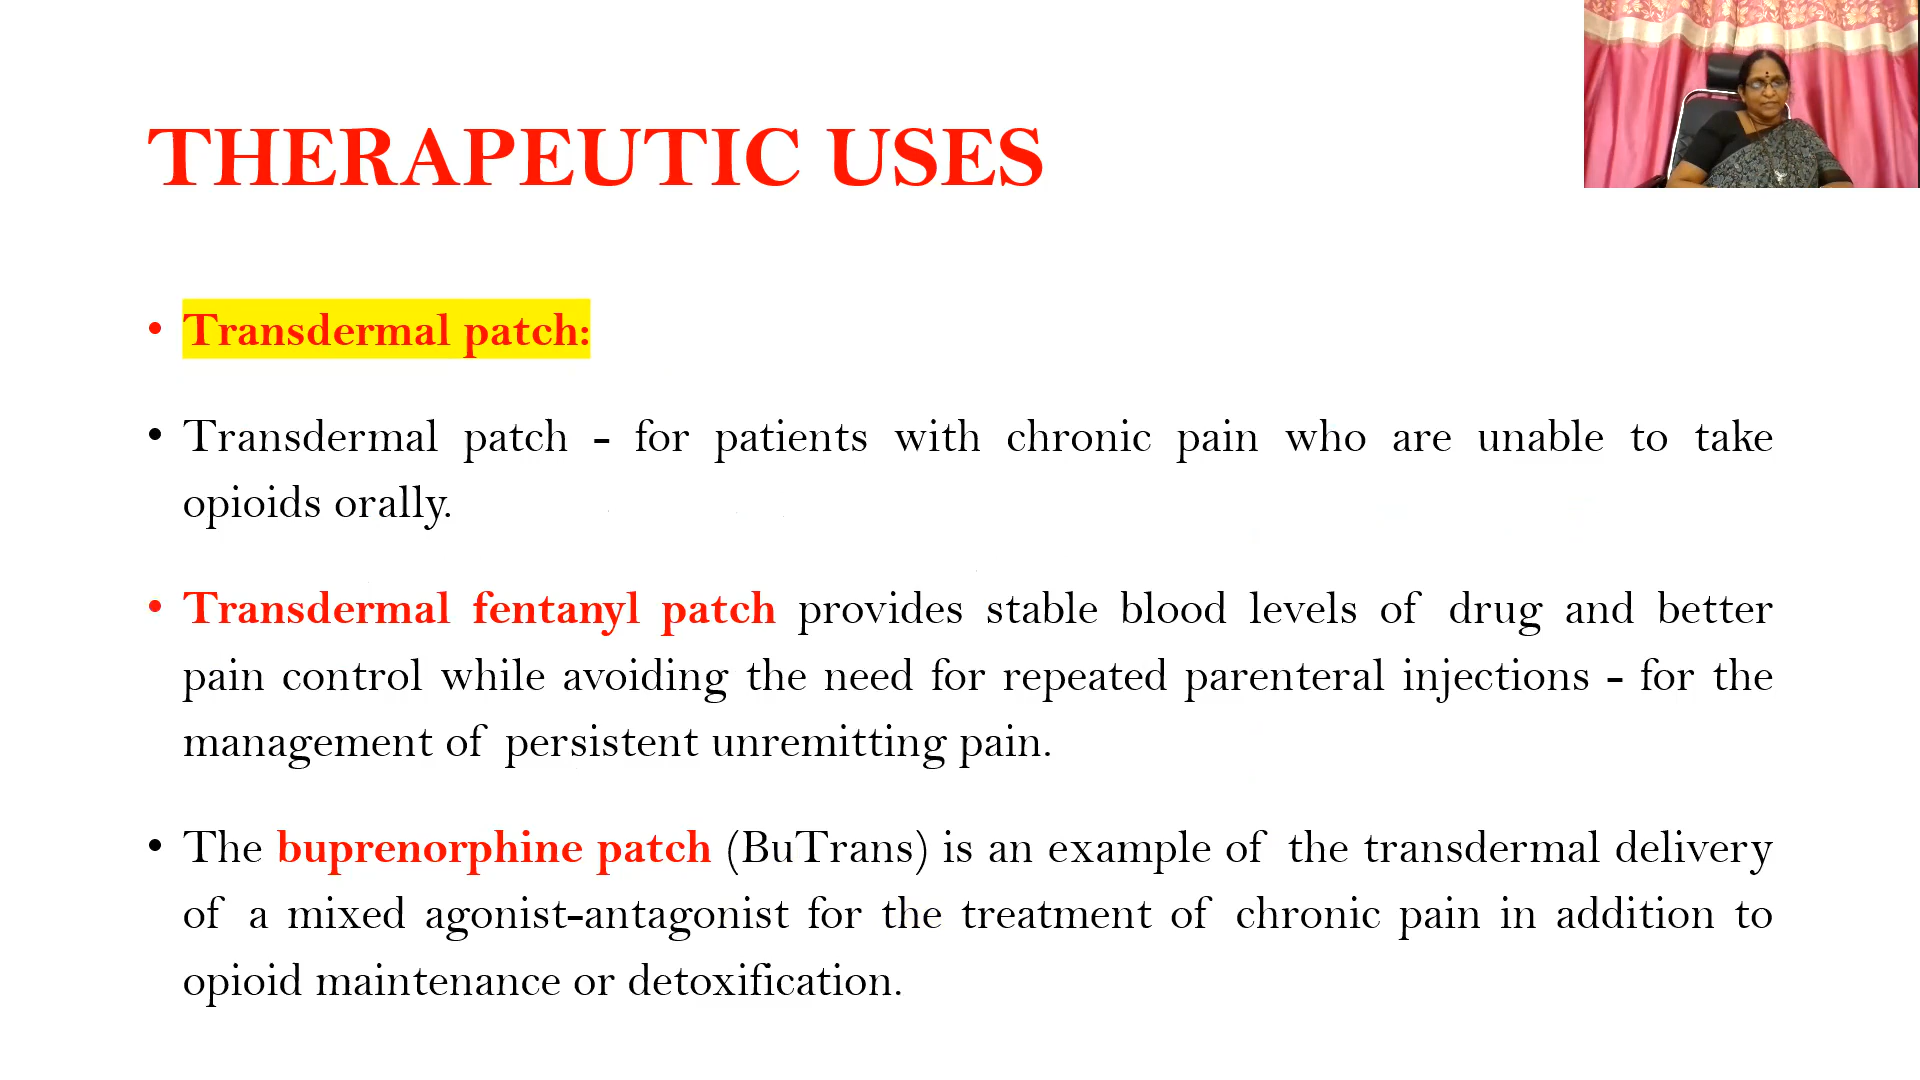 THERAPEUTIC USES
• Transdermal patch:
• Transdermal patch - for patients with chronic pain who are unable to take
opioids orally.
• Transdermal fentanyl patch provides stable blood levels of drug and better
pain control while avoiding the need for repeated parenteral injections - for the
management of persistent unremitting pain.
• The buprenorphine patch (BuTrans) is an example of the transdermal delivery
of a mixed agonist-antagonist for the treatment of chronic pain in addition to
opioid maintenance or detoxification.